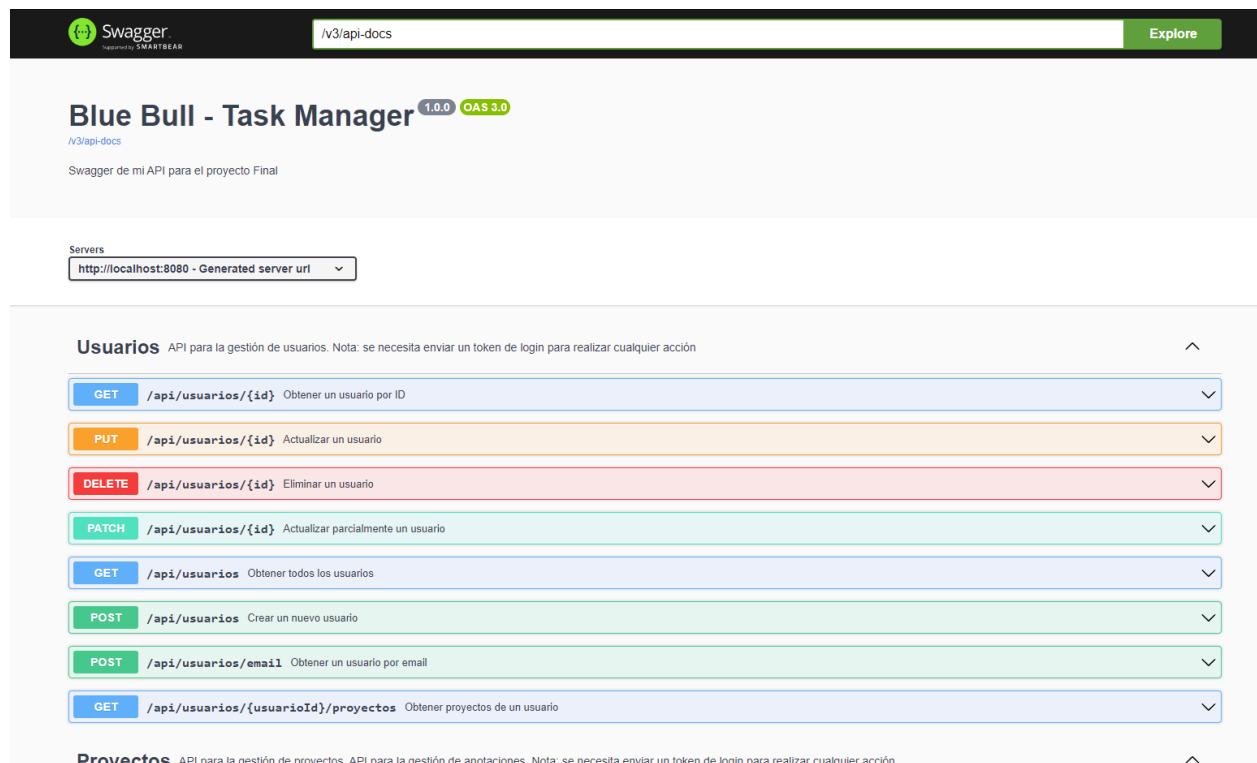 Swagger.
Supported by SMARTBEAR
/v3/api-docs
Explore
Blue Bull - Task Manager 1.0.0 OAS 3.0
/v3/api-docs
Swagger de mi API para el proyecto Final
Servers
http://localhost:8080 - Generated server url
Usuarios API para la gestión de usuarios. Nota: se necesita enviar un token de login para realizar cualquier acción
GET /api/usuarios/{id} Obtener un usuario por ID
PUT /api/usuarios/{id} Actualizar un usuario
DELETE /api/usuarios/{id} Eliminar un usuario
PATCH /api/usuarios/{id} Actualizar parcialmente un usuario
GET /api/usuarios Obtener todos los usuarios
POST /api/usuarios Crear un nuevo usuario
POST /api/usuarios/email Obtener un usuario por email
GET /api/usuarios/{usuarioId}/proyectos Obtener proyectos de un usuario
Proyectos API para la gestión de proyectos. API para la gestión de anotaciones. Nota: se necesita enviar un token de login para realizar cualquier acción